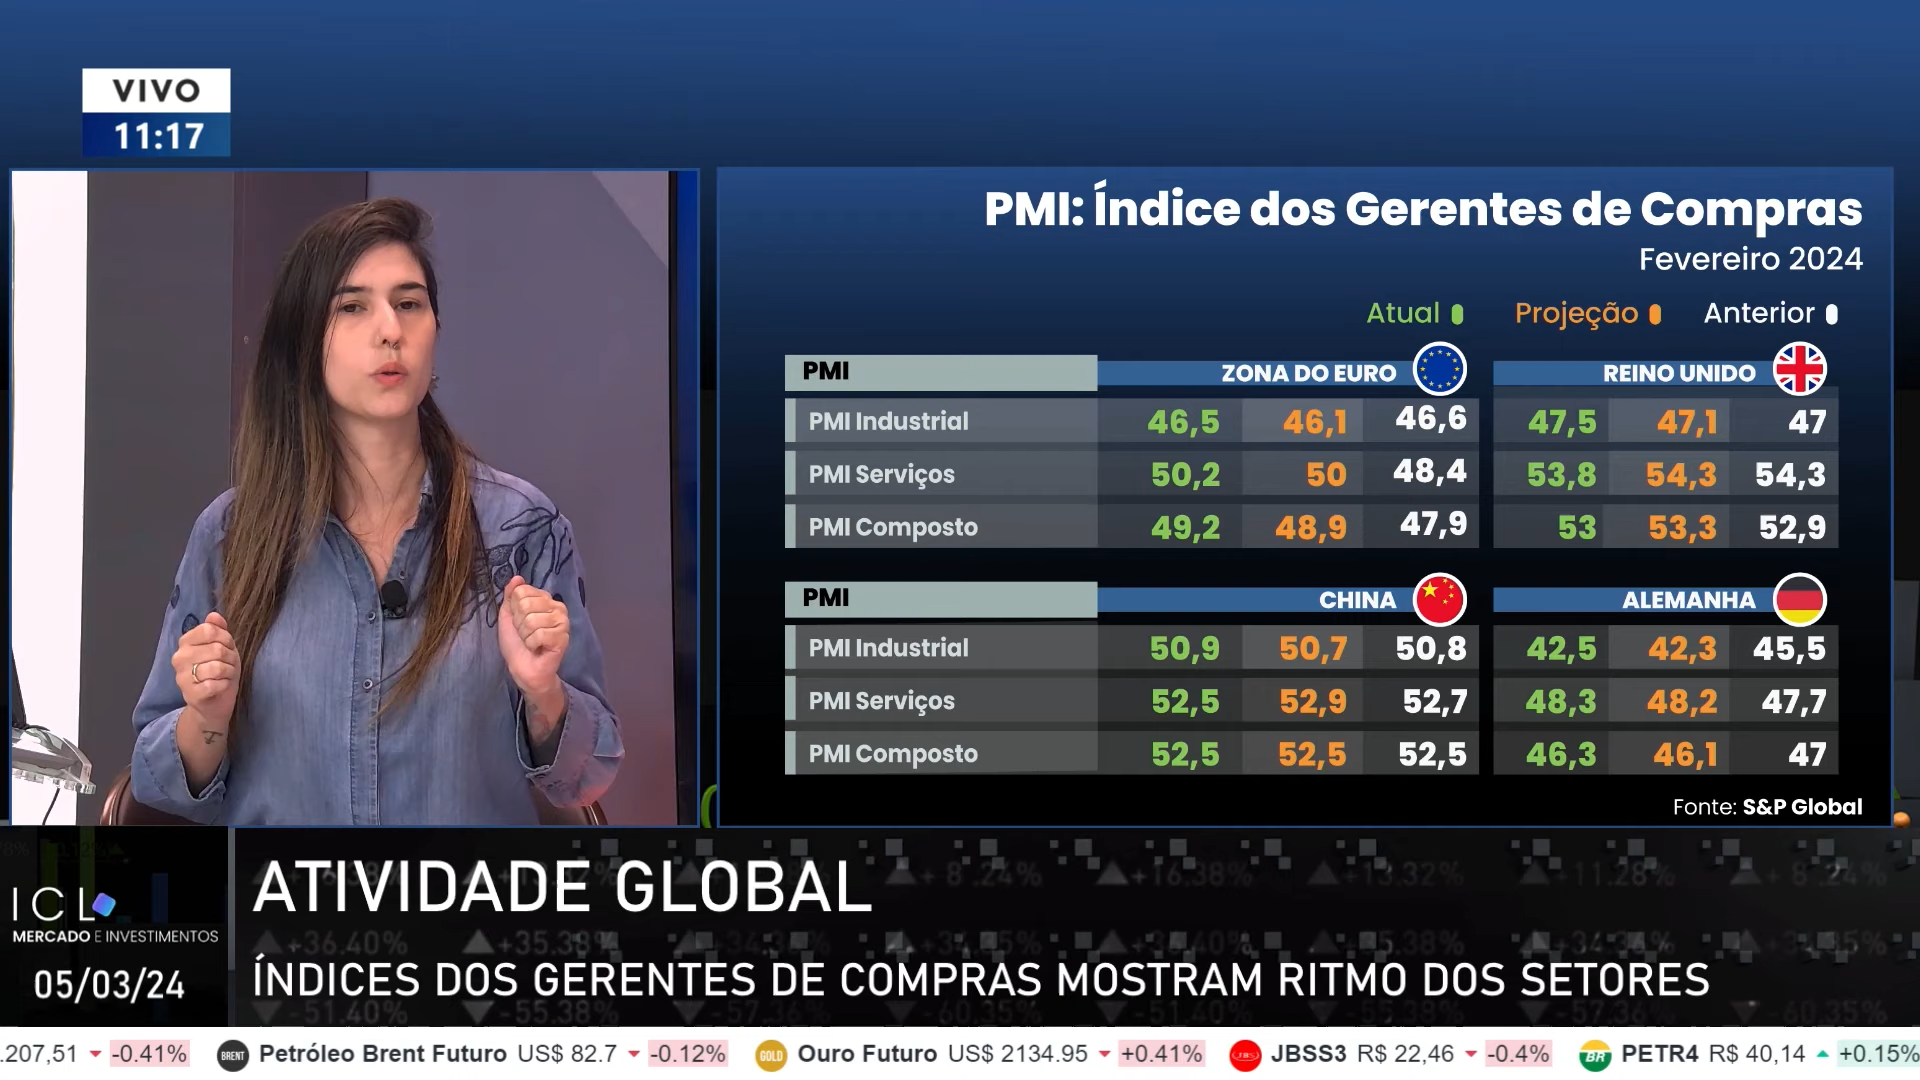 VIVO
11:17
PMI: Índice dos Gerentes de Compras
Fevereiro 2024
Atual Projeção Anterior
PMI ZONA DO EURO REINO UNIDO
PMI Industrial 46,5 46,1 46,6 47,5 47,1 47
PMI Serviços 50,2 50 48,4 53,8 54,3 54,3
PMI Composto 49,2 48,9 47,9 53 53,3 52,9
PMI CHINA ALEMANHA
PMI Industrial 50,9 50,7 50,8 42,5 42,3 45,5
PMI Serviços 52,5 52,9 52,7 48,3 48,2 47,7
PMI Composto 52,5 52,5 52,5 46,3 46,1 47
Fonte: S&P Global
ICL
MERCADO E INVESTIMENTOS
05/03/24
ATIVIDADE GLOBAL
ÍNDICES DOS GERENTES DE COMPRAS MOSTRAM RITMO DOS SETORES
.207,51 -0.41% BRENT Petróleo Brent Futuro US$ 82.7 -0.12% GOLD Ouro Futuro US$ 2134.95 +0.41% JBS JBSS3 R$ 22,46 -0.4% BR PETR4 R$ 40,14 +0.15%